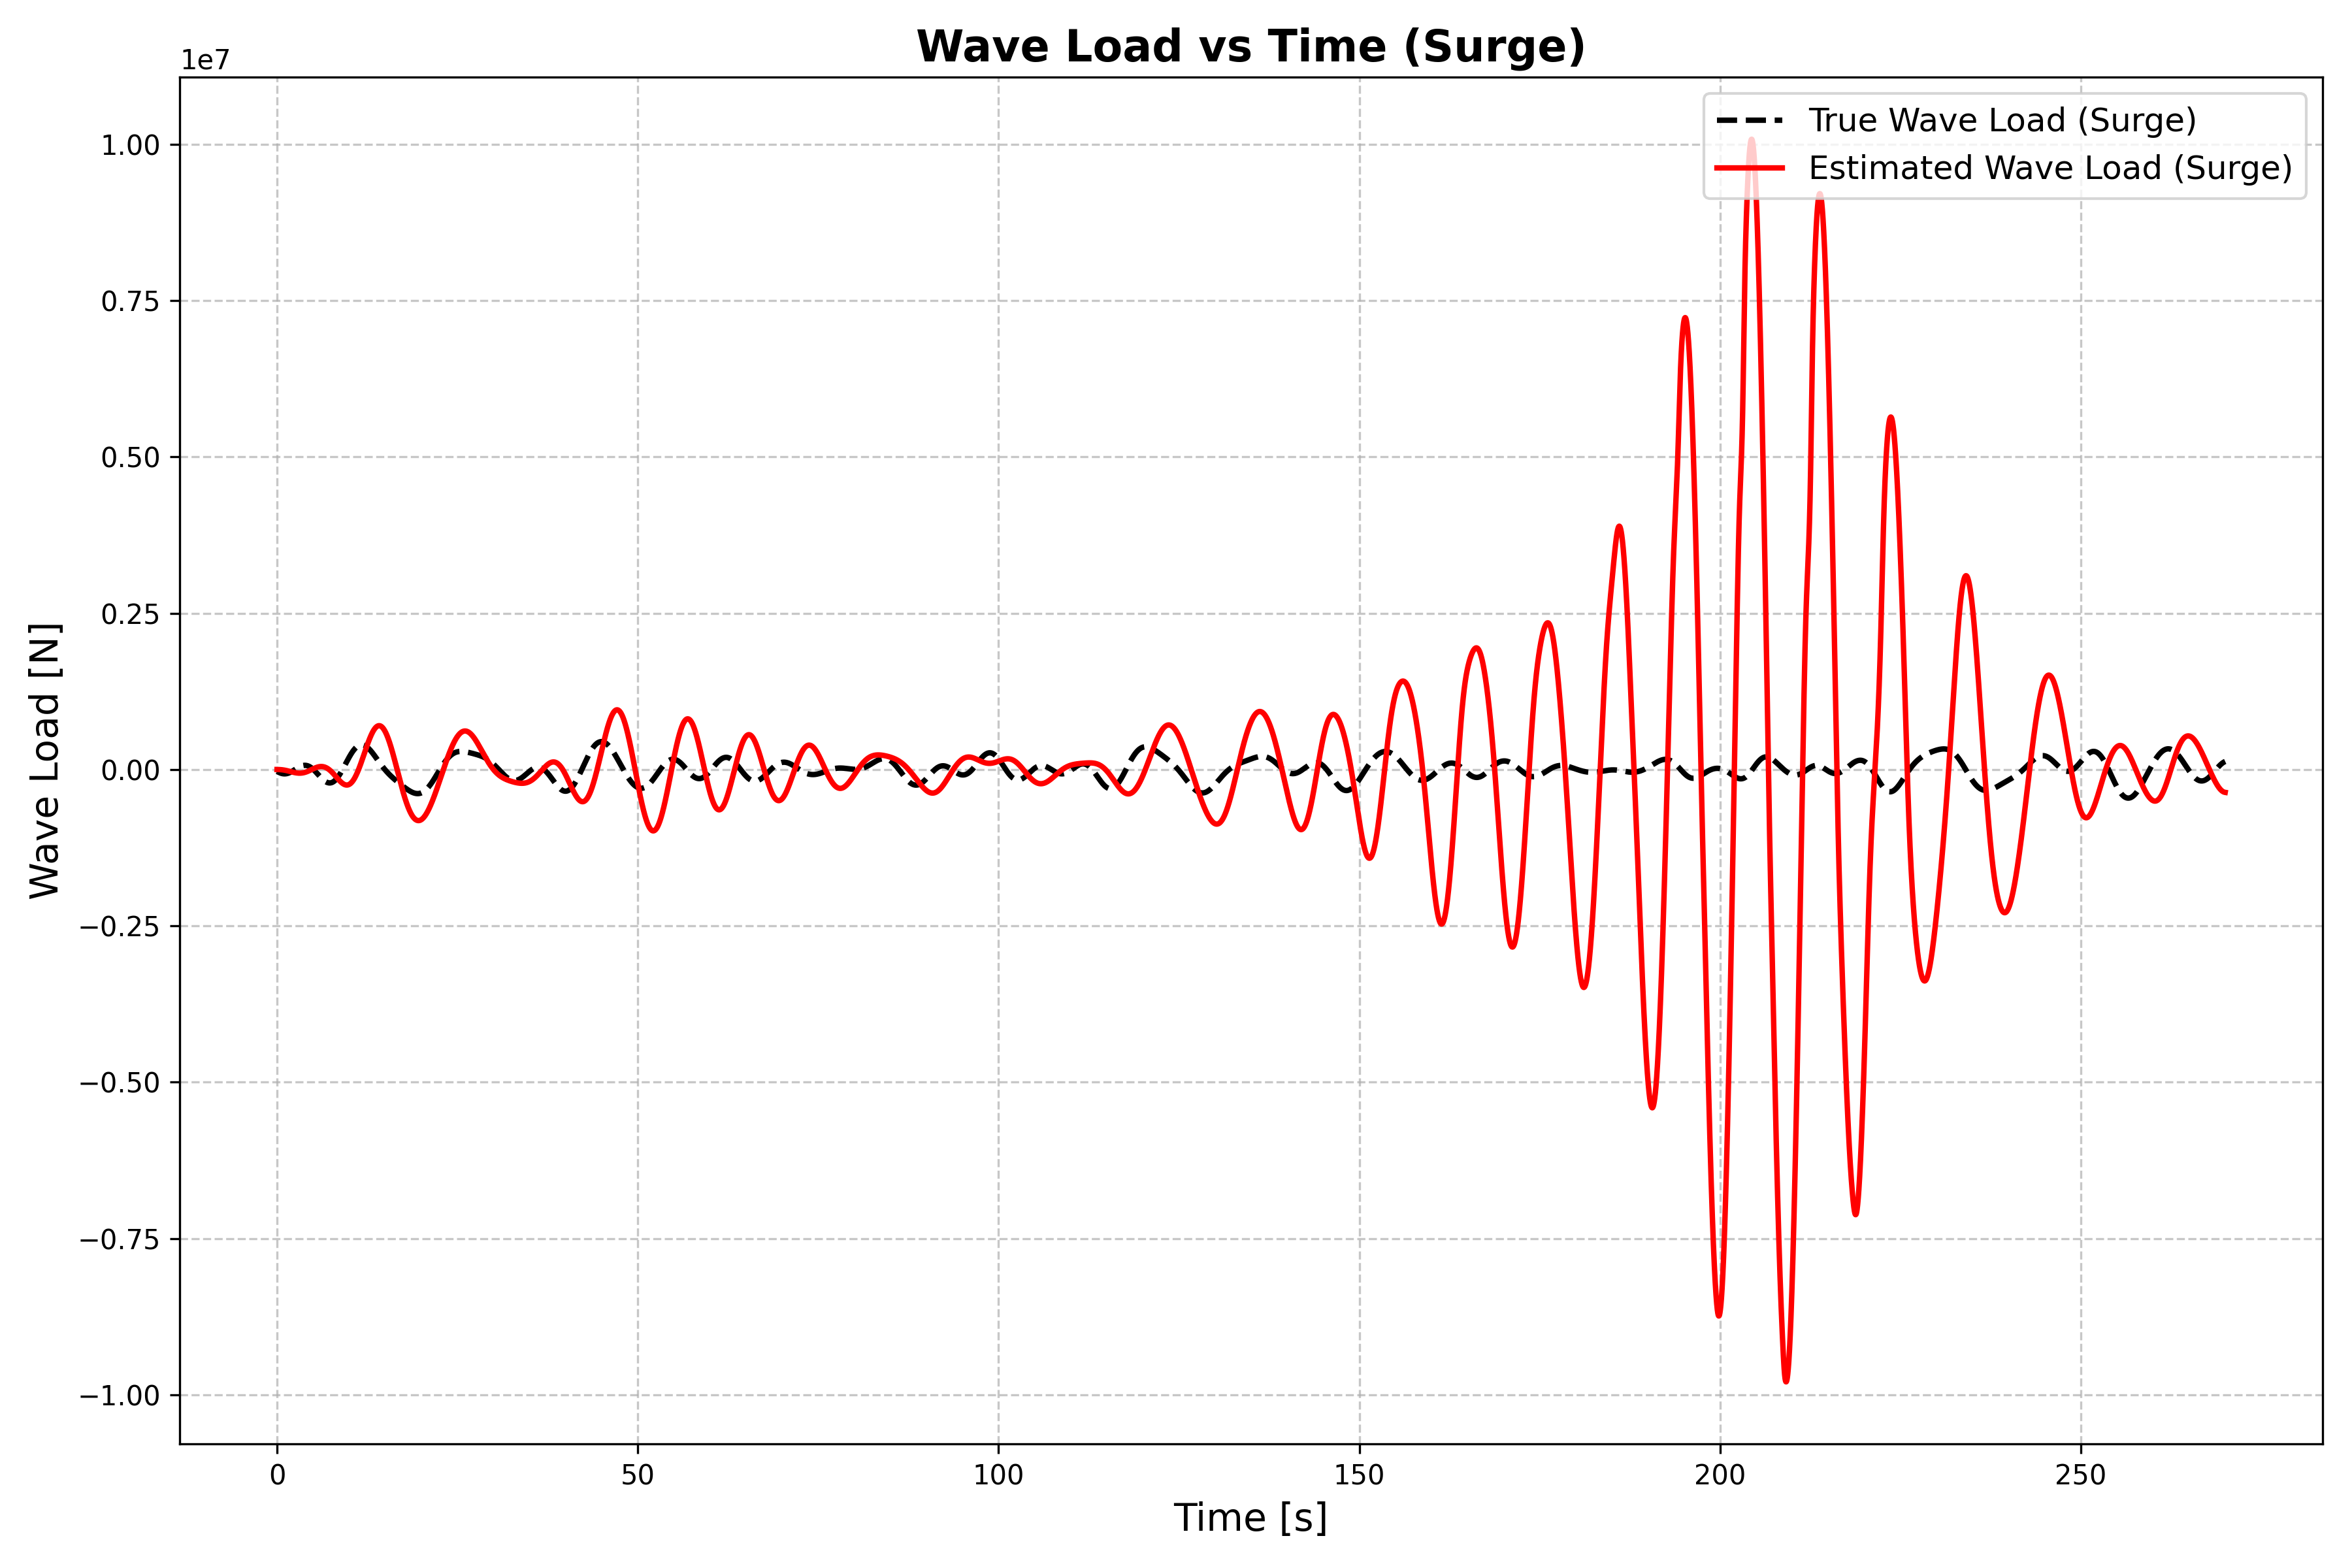 Wave Load vs Time (Surge)
1e7
True Wave Load (Surge)
Estimated Wave Load (Surge)
1.00
0.75
0.50
0.25
0.00
−0.25
−0.50
−0.75
−1.00
Wave Load [N]
0 50 100 150 200 250
Time [s]